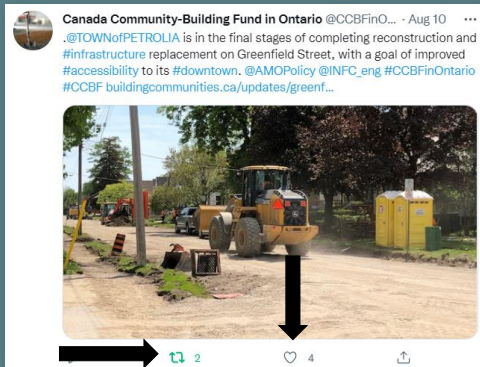 Canada Community-Building Fund in Ontario @CCBFinO... · Aug 10 ···
.@TOWNofPETROLIA is in the final stages of completing reconstruction and
#infrastructure replacement on Greenfield Street, with a goal of improved
#accessibility to its #downtown. @AMOPolicy @INFC_eng #CCBFinOntario
#CCBF buildingcommunities.ca/updates/greenf...
2 4